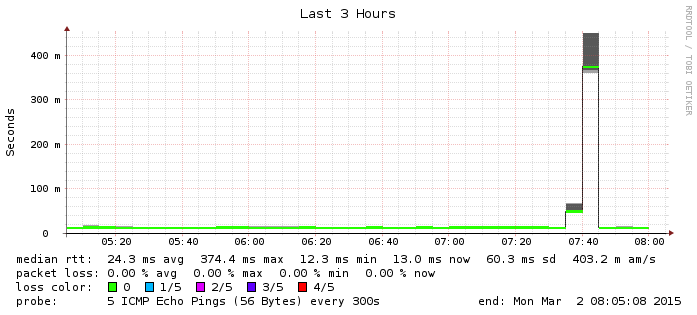 Last 3 Hours
RRDTOOL / TOBI OETIKER
Seconds
400 m
300 m
200 m
100 m
0
05:20 05:40 06:00 06:20 06:40 07:00 07:20 07:40 08:00
median rtt: 24.3 ms avg 374.4 ms max 12.3 ms min 13.0 ms now 60.3 ms sd 403.2 m am/s
packet loss: 0.00 % avg 0.00 % max 0.00 % min 0.00 % now
loss color: 0 1/5 2/5 3/5 4/5
probe: 5 ICMP Echo Pings (56 Bytes) every 300s end: Mon Mar 2 08:05:08 2015